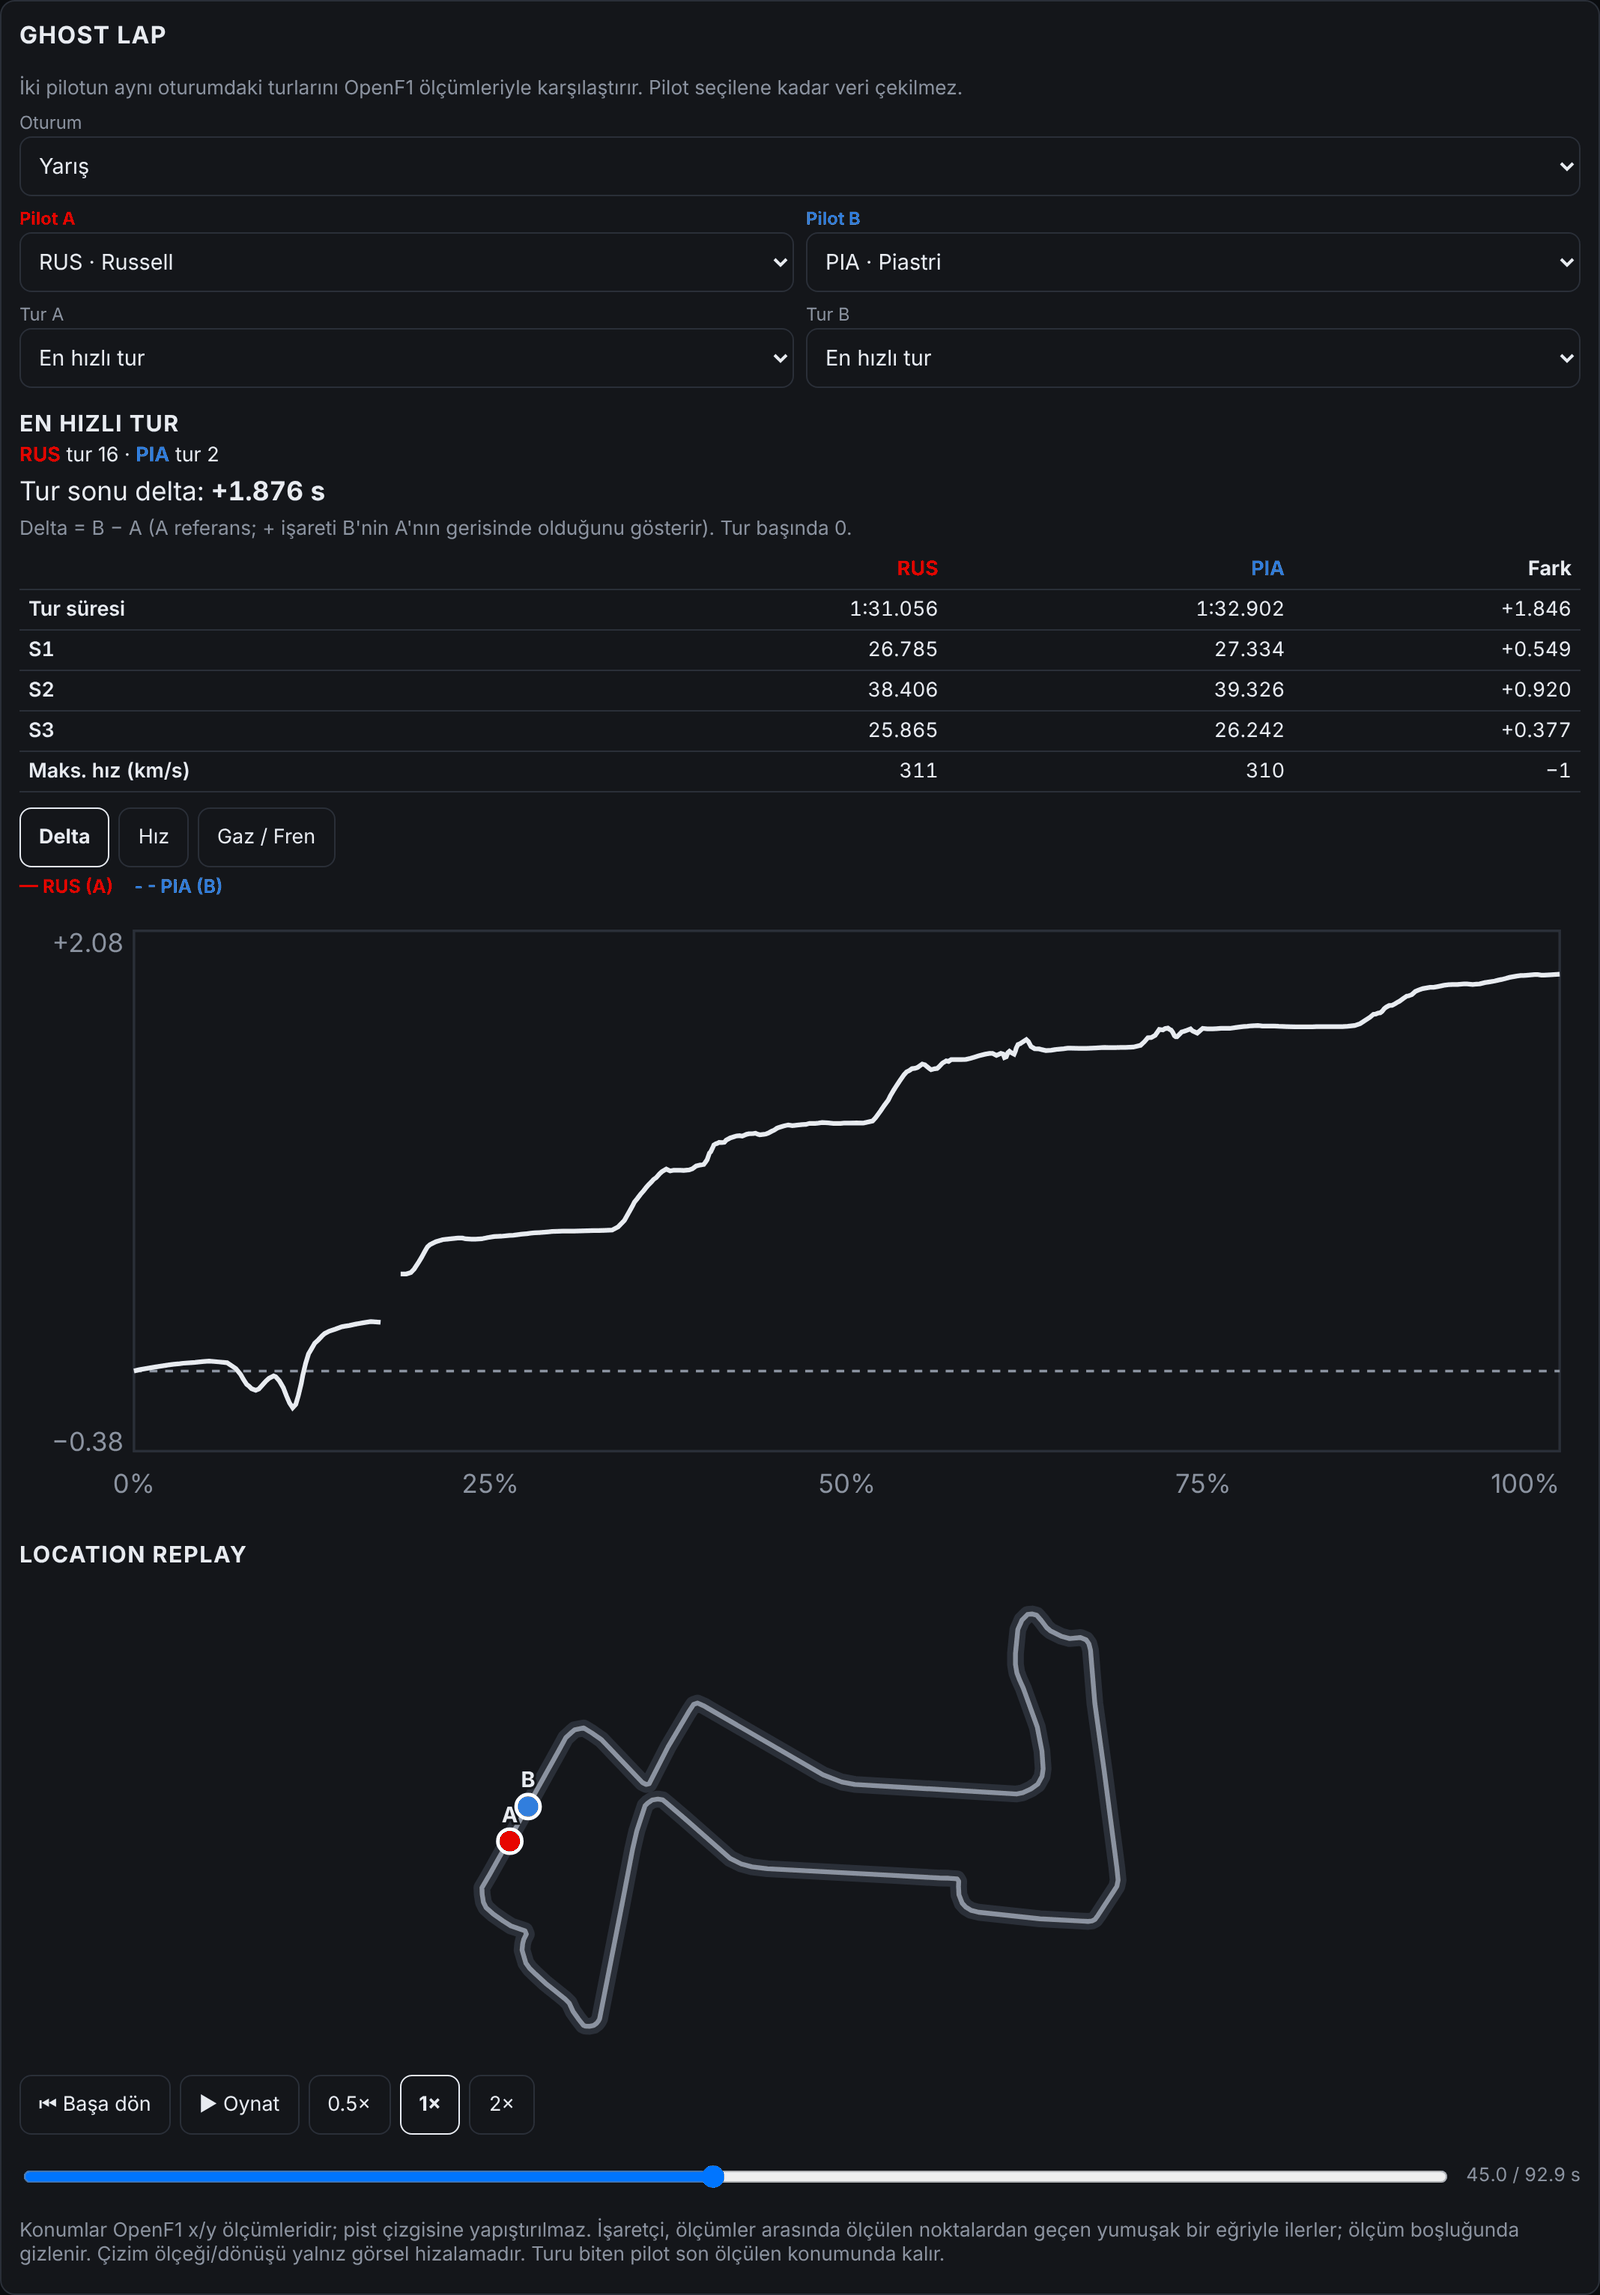 GHOST LAP
İki pilotun aynı oturumdaki turlarını OpenF1 ölçümleriyle karşılaştırır. Pilot seçilene kadar veri çekilmez.
Oturum
Yarış
Pilot A Pilot B
RUS · Russell PIA · Piastri
Tur A Tur B
En hızlı tur En hızlı tur
EN HIZLI TUR
RUS tur 16 · PIA tur 2
Tur sonu delta: +1.876 s
Delta = B − A (A referans; + işareti B'nin A'nın gerisinde olduğunu gösterir). Tur başında 0.
RUS PIA Fark
Tur süresi 1:31.056 1:32.902 +1.846
S1 26.785 27.334 +0.549
S2 38.406 39.326 +0.920
S3 25.865 26.242 +0.377
Maks. hız (km/s) 311 310 −1
Delta Hız Gaz / Fren
— RUS (A) - - PIA (B)
+2.08
−0.38
0% 25% 50% 75% 100%
LOCATION REPLAY
B
A
⏮ Başa dön ▶ Oynat 0.5× 1× 2×
45.0 / 92.9 s
Konumlar OpenF1 x/y ölçümleridir; pist çizgisine yapıştırılmaz. İşaretçi, ölçümler arasında ölçülen noktalardan geçen yumuşak bir eğriyle ilerler; ölçüm boşluğunda
gizlenir. Çizim ölçeği/dönüşü yalnız görsel hizalamadır. Turu biten pilot son ölçülen konumunda kalır.